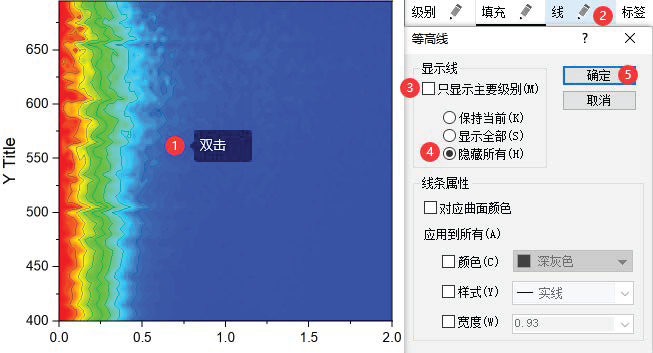 级别 填充 线 2 标签
等高线 ? ×
显示线
3 只显示主要级别(M)
确定 5
取消
保持当前(K)
显示全部(S)
4 隐藏所有(H)
线条属性
对应曲面颜色
应用到所有(A)
颜色(C) 深灰色
样式(Y) 实线
宽度(W) 0.93
Y Title
650
600
550
500
450
400
0.0 0.5 1.0 1.5 2.0
1 双击